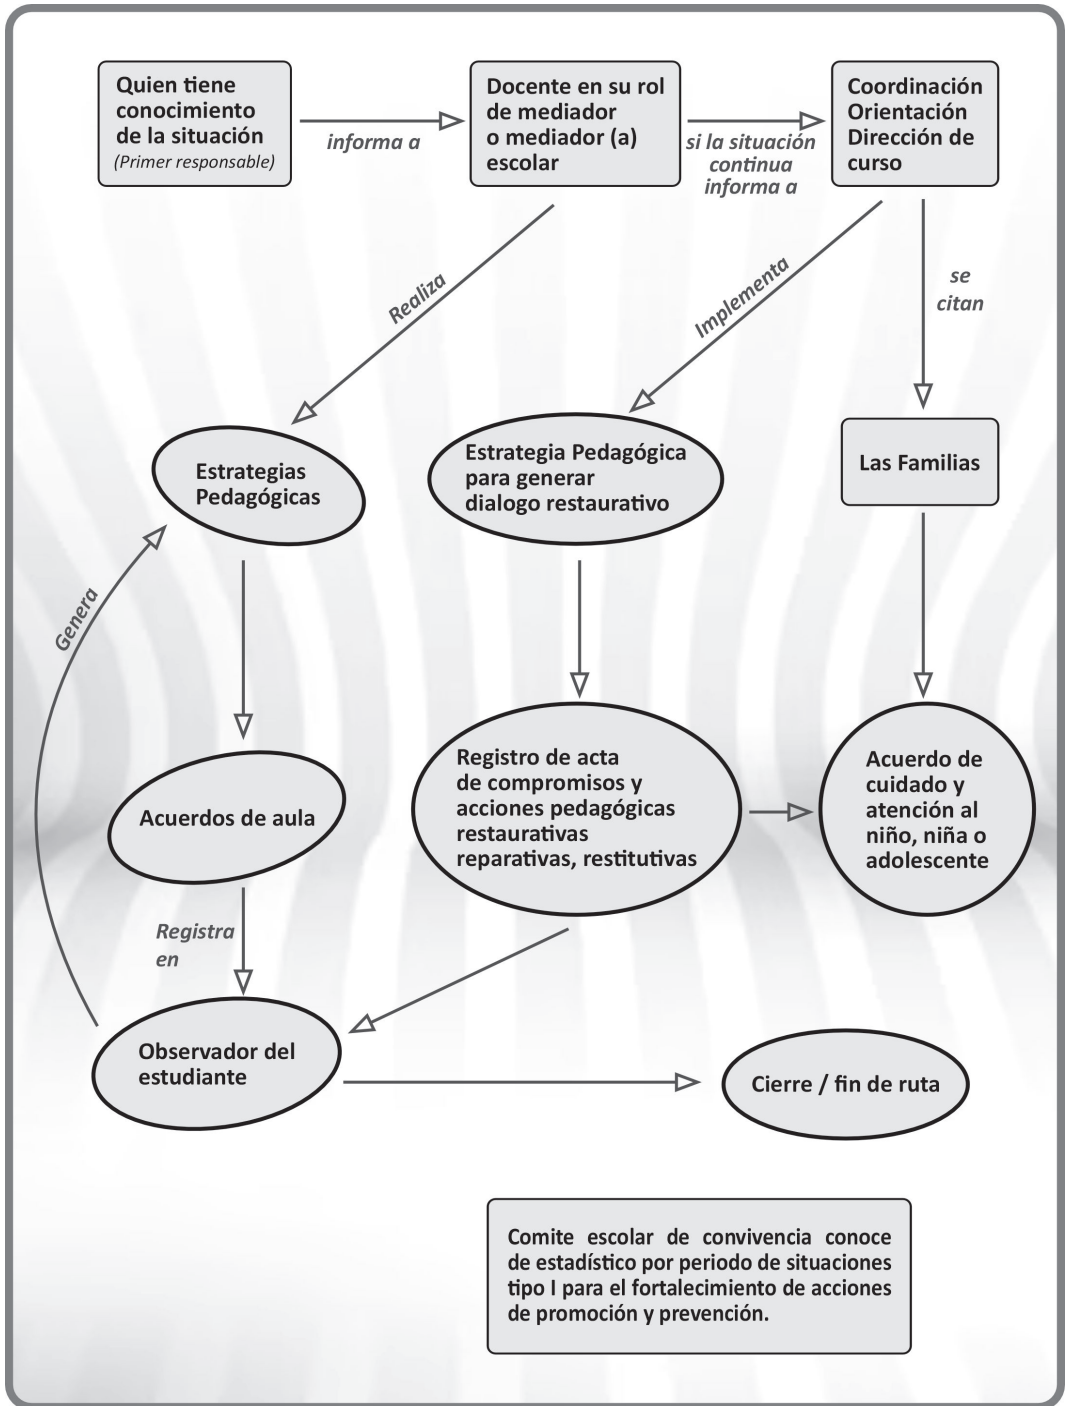 Quien tiene
conocimiento
de la situación
(Primer responsable)
informa a
Docente en su rol
de mediador
o mediador (a)
escolar
si la situación
continua
informa a
Coordinación
Orientación
Dirección de
curso
Realiza
Implementa
se
citan
Estrategias
Pedagógicas
Estrategia Pedagógica
para generar
dialogo restaurativo
Las Familias
Genera
Acuerdos de aula
Registro de acta
de compromisos y
acciones pedagógicas
restaurativas
reparativas, restitutivas
Acuerdo de
cuidado y
atención al
niño, niña o
adolescente
Registra
en
Observador del
estudiante
Cierre / fin de ruta
Comite escolar de convivencia conoce
de estadístico por periodo de situaciones
tipo I para el fortalecimiento de acciones
de promoción y prevención.